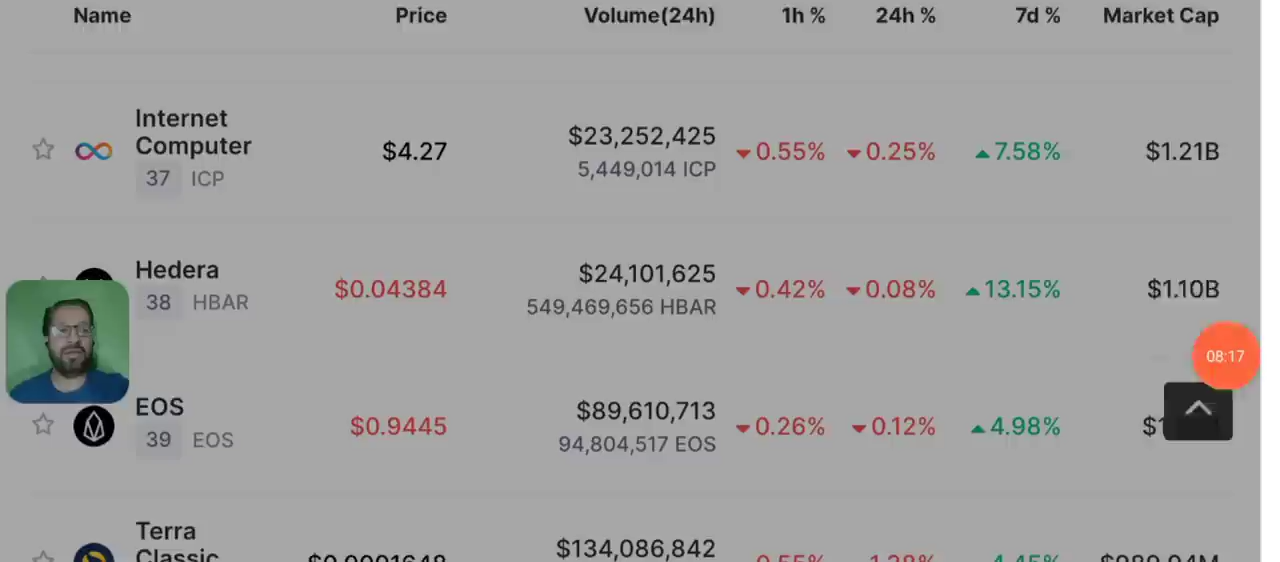 Name Price Volume(24h) 1h % 24h % 7d % Market Cap
Internet
Computer
37 ICP
$4.27
$23,252,425
5,449,014 ICP
0.55% 0.25% 7.58% $1.21B
Hedera
38 HBAR
$0.04384
$24,101,625
549,469,656 HBAR
0.42% 0.08% 13.15% $1.10B
08:17
EOS
39 EOS
$0.9445
$89,610,713
94,804,517 EOS
0.26% 0.12% 4.98%
Terra
Classic
$134,086,842